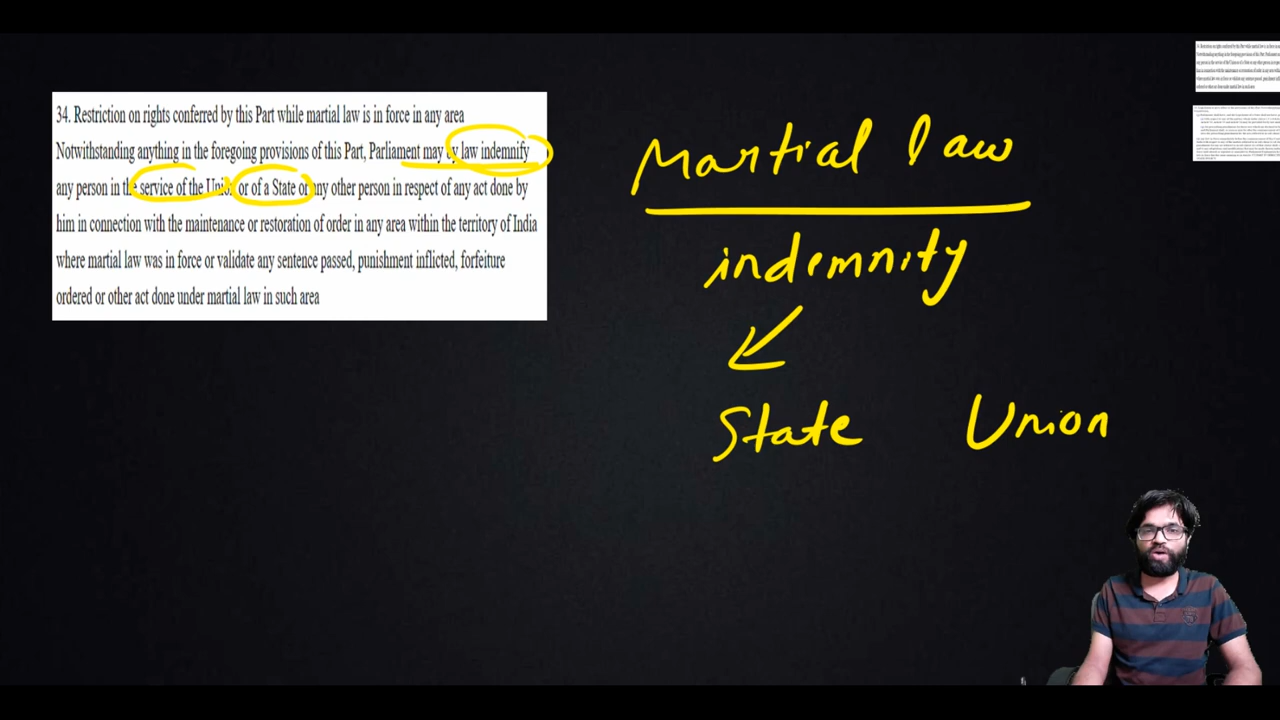 34. Restriction on rights conferred by this Part while martial law is in force in any area
Notwithstanding anything in the foregoing provisions of this Part, Parliament may by law indemnify
any person in the service of the Union or of a State or any other person in respect of any act done by
him in connection with the maintenance or restoration of order in any area within the territory of India
where martial law was in force or validate any sentence passed, punishment inflicted, forfeiture
ordered or other act done under martial law in such area
Martial law
indemnity
State Union